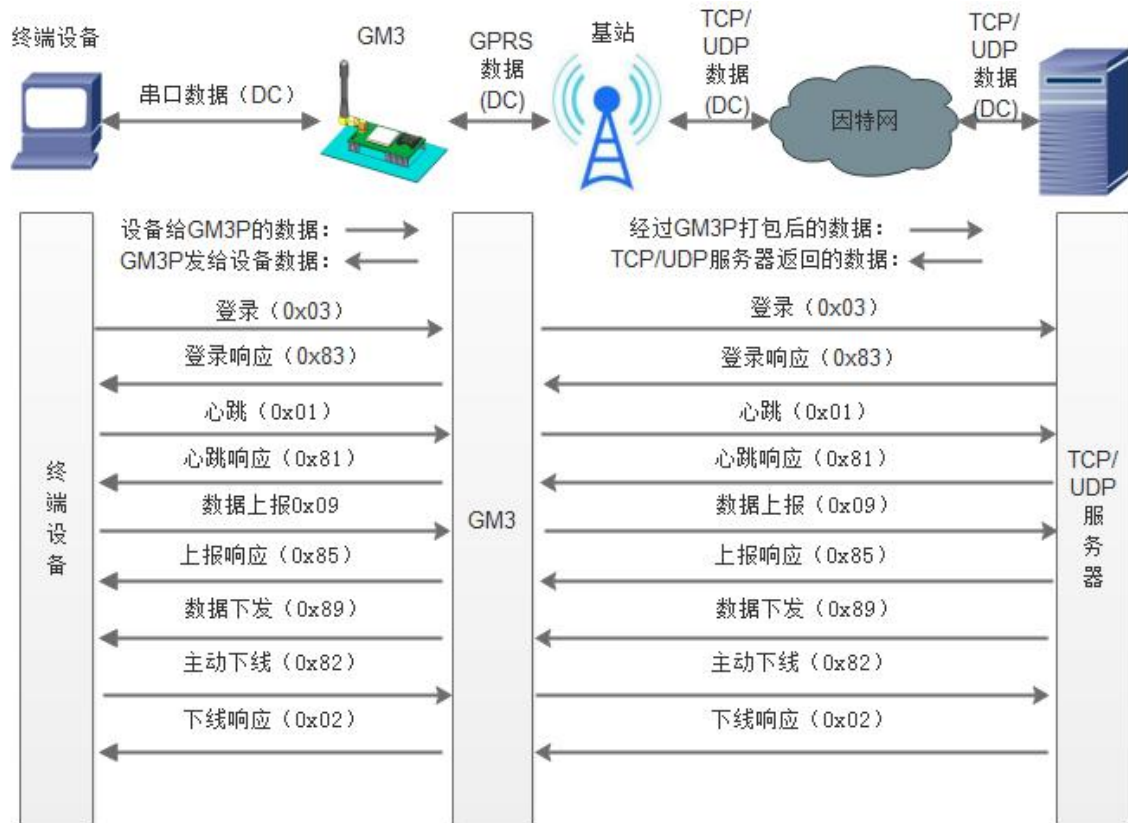 终端设备
GM3
GPRS
数据
(DC)
基站
TCP/
UDP
数据
(DC)
TCP/
UDP
数据
(DC)
串口数据（DC）
因特网
设备给GM3P的数据：
GM3P发给设备数据：
经过GM3P打包后的数据：
TCP/UDP服务器返回的数据：
登录（0x03）
登录（0x03）
登录响应（0x83）
登录响应（0x83）
心跳（0x01）
心跳（0x01）
心跳响应（0x81）
心跳响应（0x81）
数据上报0x09
数据上报（0x09）
上报响应（0x85）
上报响应（0x85）
数据下发（0x89）
数据下发（0x89）
主动下线（0x82）
主动下线（0x82）
下线响应（0x02）
下线响应（0x02）
终
端
设
备
GM3
TCP/
UDP
服
务
器